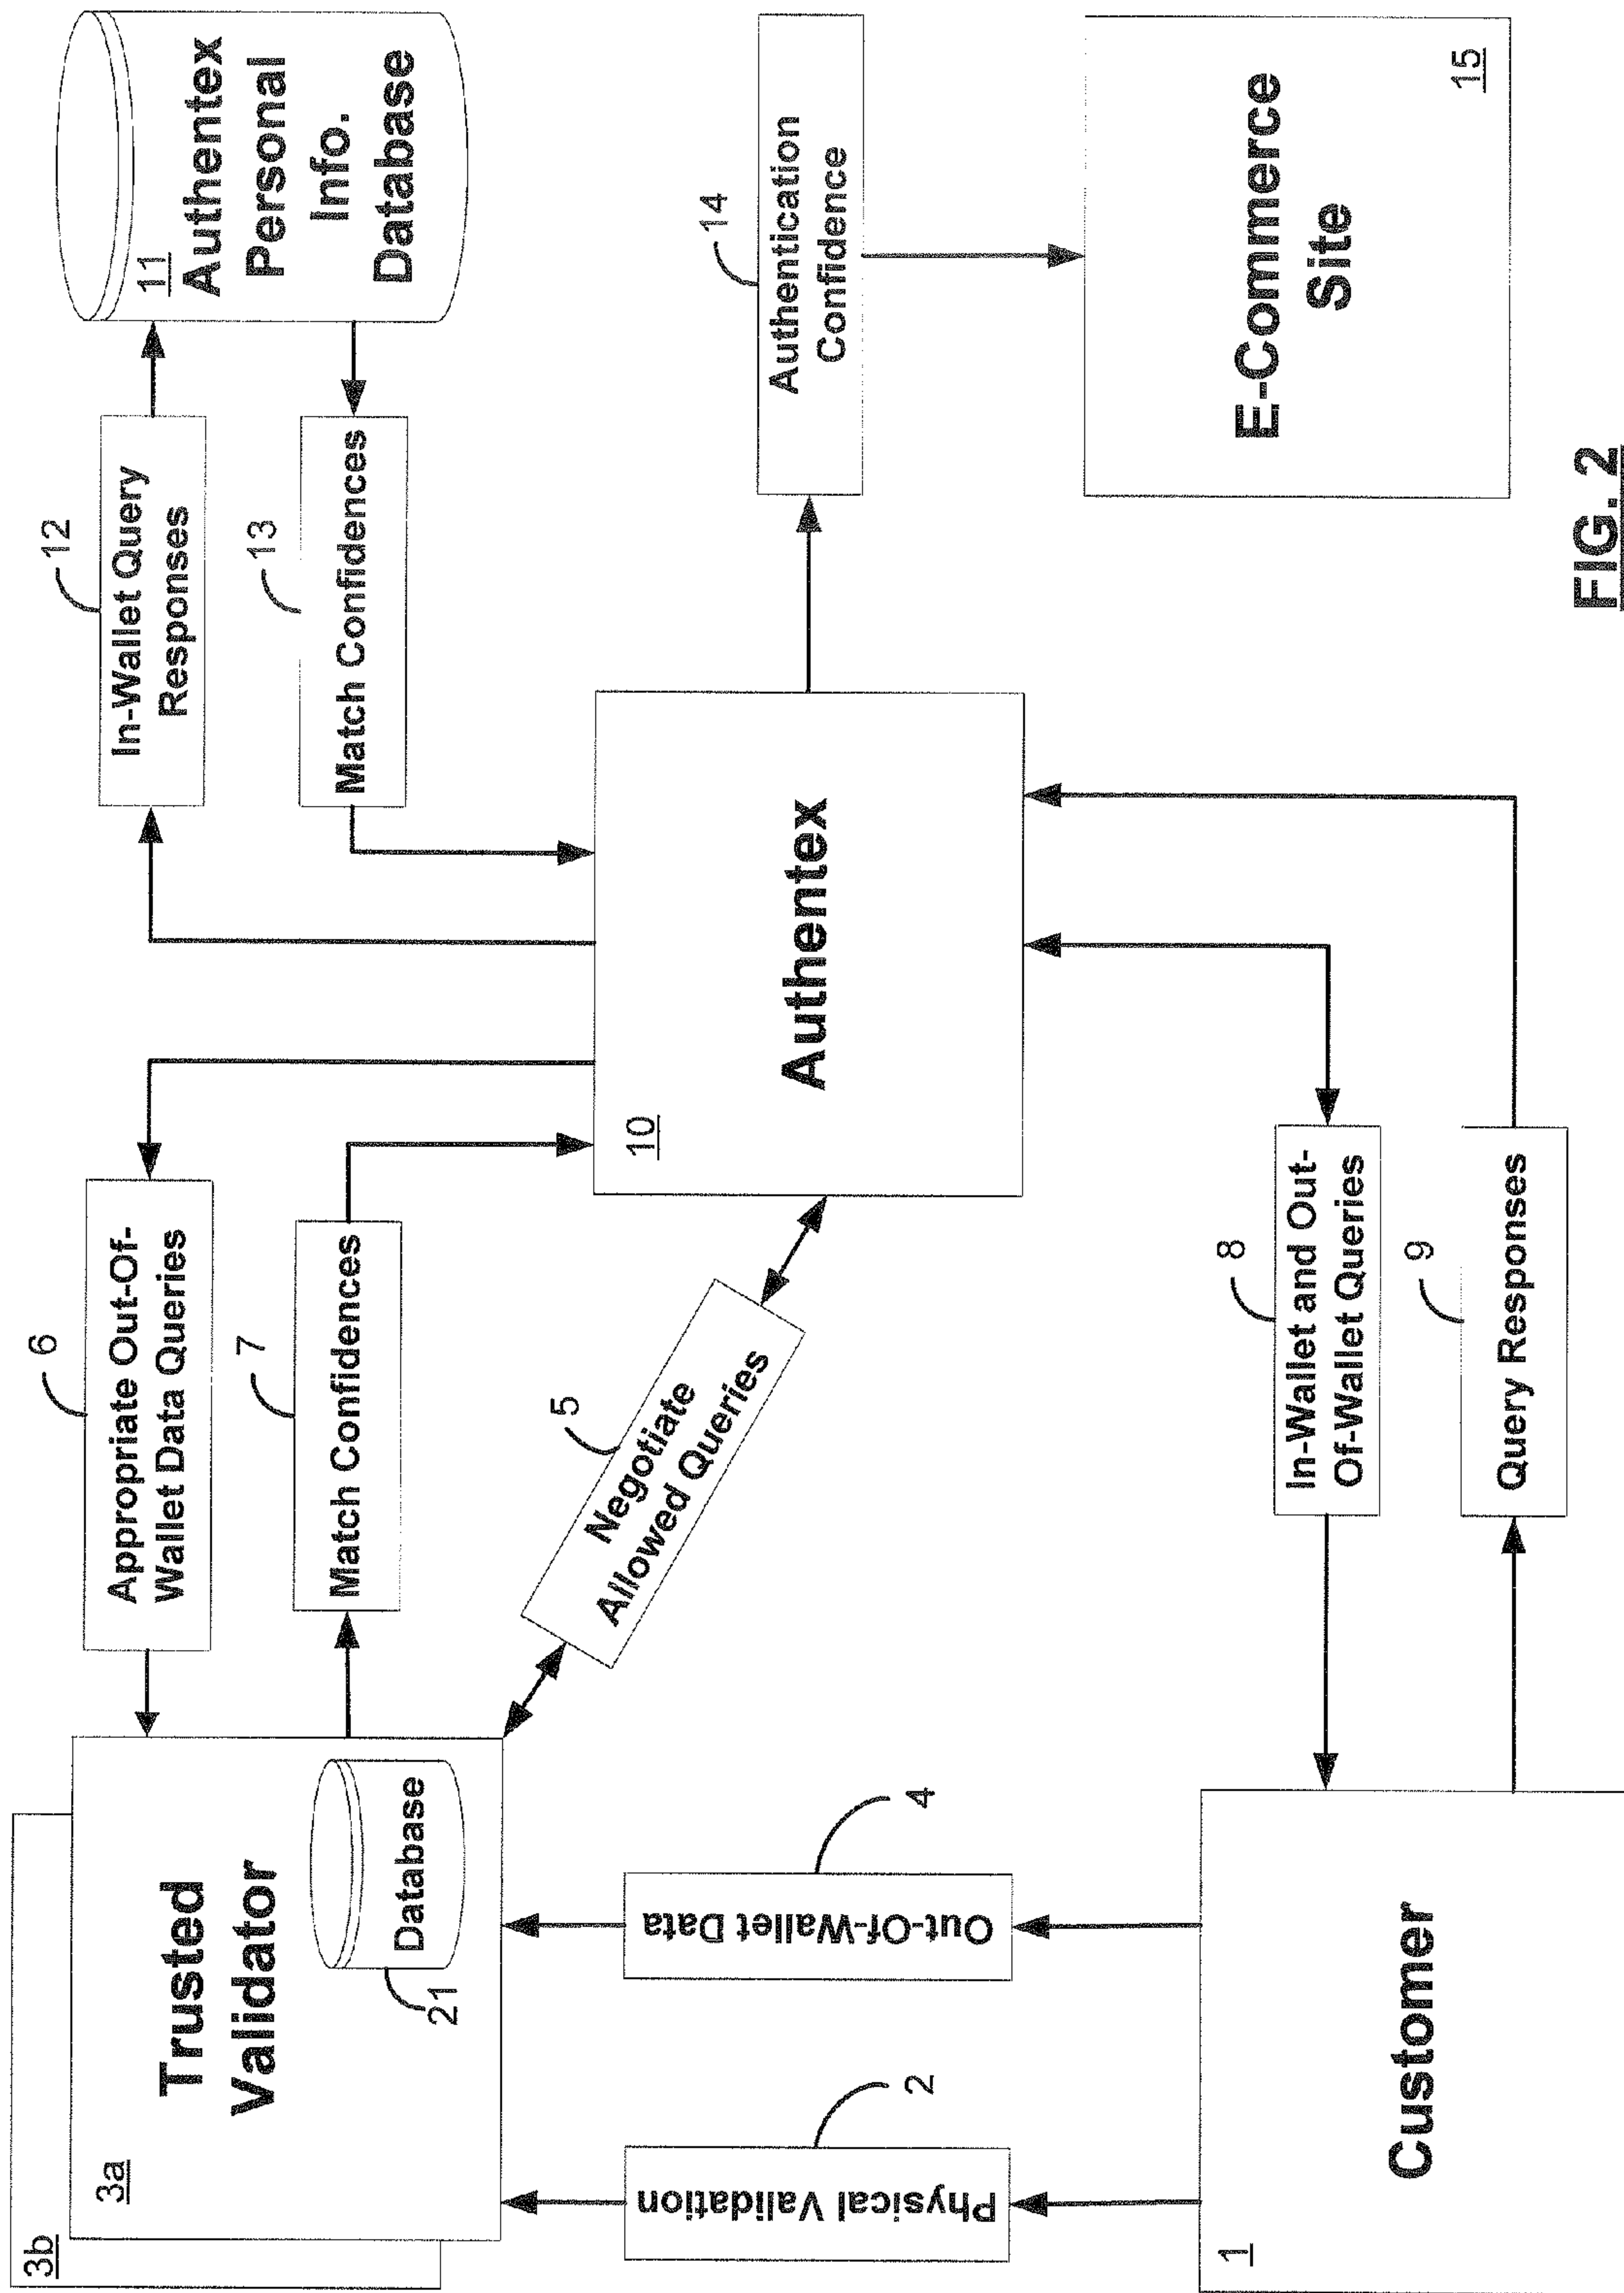 3b
3a
Trusted
Validator
Database
21
6
Appropriate Out-Of-
Wallet Data Queries
7
Match Confidences
5
Negotiate
Allowed Queries
12
In-Wallet Query
Responses
13
Match Confidences
11
Authentex
Personal
Info.
Database
2
Physical Validation
4
Out-Of-Wallet Data
10
Authentex
14
Authentication
Confidence
1
Customer
8
In-Wallet and Out-
Of-Wallet Queries
9
Query Responses
E-Commerce
Site
15
FIG. 2